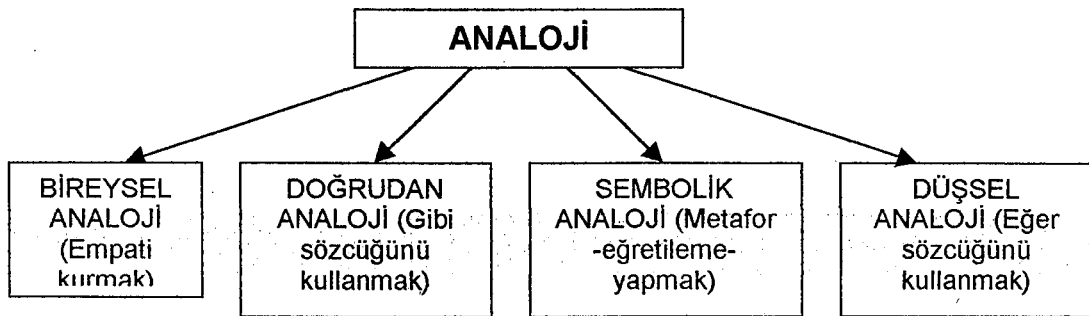 ANALOJİ
BİREYSEL
ANALOJİ
(Empati
kurmak)
DOĞRUDAN
ANALOJİ (Gibi
sözcüğünü
kullanmak)
SEMBOLİK
ANALOJİ (Metafor
-eğretileme-
yapmak)
DÜŞSEL
ANALOJİ (Eğer
sözcüğünü
kullanmak)